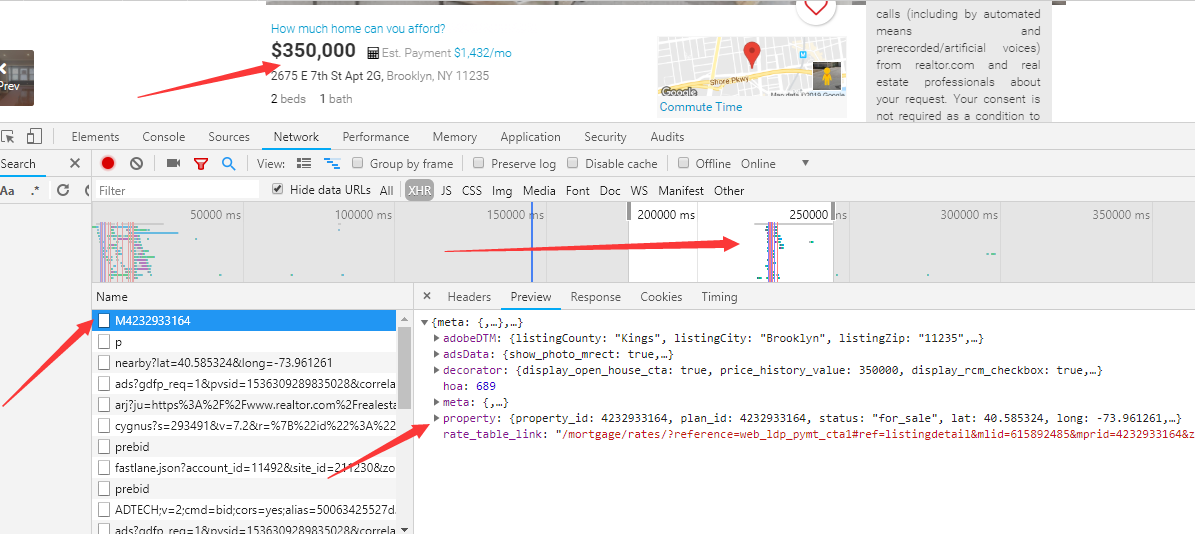 How much home can you afford?
$350,000 Est. Payment $1,432/mo
2675 E 7th St Apt 2G, Brooklyn, NY 11235
2 beds 1 bath
Prev
Shore Pkwy
Google
Map data ©2019 Google
Commute Time
calls (including by automated
means and
prerecorded/artificial voices)
from realtor.com and real
estate professionals about
your request. Your consent is
not required as a condition to
Elements Console Sources Network Performance Memory Application Security Audits
Search × View: Group by frame Preserve log Disable cache Offline Online
Aa .* Filter Hide data URLs All XHR JS CSS Img Media Font Doc WS Manifest Other
50000 ms 100000 ms 150000 ms 200000 ms 250000 ms 300000 ms 350000 ms
Name
M4232933164
p
nearby?lat=40.585324&long=-73.961261
ads?gdfp_req=1&pvsid=1536309289835028&correla
arj?ju=https%3A%2F%2Fwww.realtor.com%2Frealesta
cygnus?s=293491&v=7.2&r=%7B%22id%22%3A%22
prebid
fastlane.json?account_id=11492&site_id=211230&zo
prebid
ADTECH;v=2;cmd=bid;cors=yes;alias=50063425527d
ads?gdfp_req=1&pvsid=1536309289835028&correla
× Headers Preview Response Cookies Timing
{meta: {,…},…}
adobeDTM: {listingCounty: "Kings", listingCity: "Brooklyn", listingZip: "11235",…}
adsData: {show_photo_mrect: true,…}
decorator: {display_open_house_cta: true, price_history_value: 350000, display_rcm_checkbox: true,…}
hoa: 689
meta: {,…}
property: {property_id: 4232933164, plan_id: 4232933164, status: "for_sale", lat: 40.585324, long: -73.961261,…}
rate_table_link: "/mortgage/rates/?reference=web_ldp_pymt_cta1#ref=listingdetail&mlid=615892485&mprid=4232933164&z